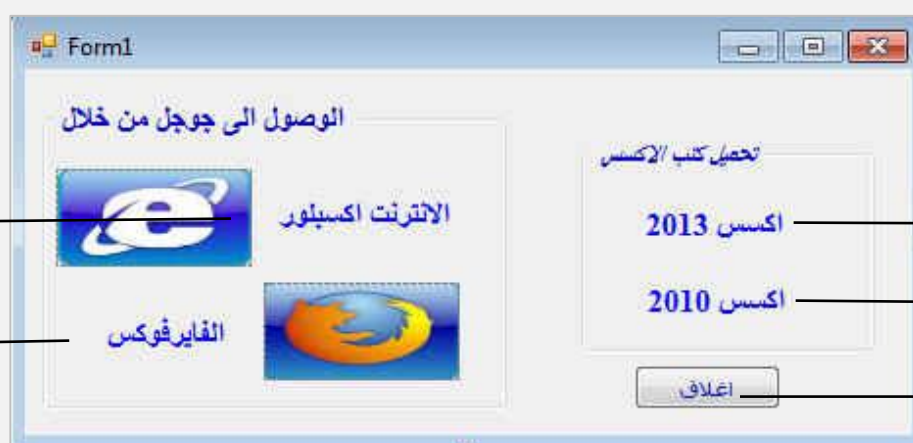 Form1
الوصول الى جوجل من خلال
الانترنت اكسبلور
الفايرفوكس
تحميل كتب الاكسس
اكسس 2013
اكسس 2010
اغلاق